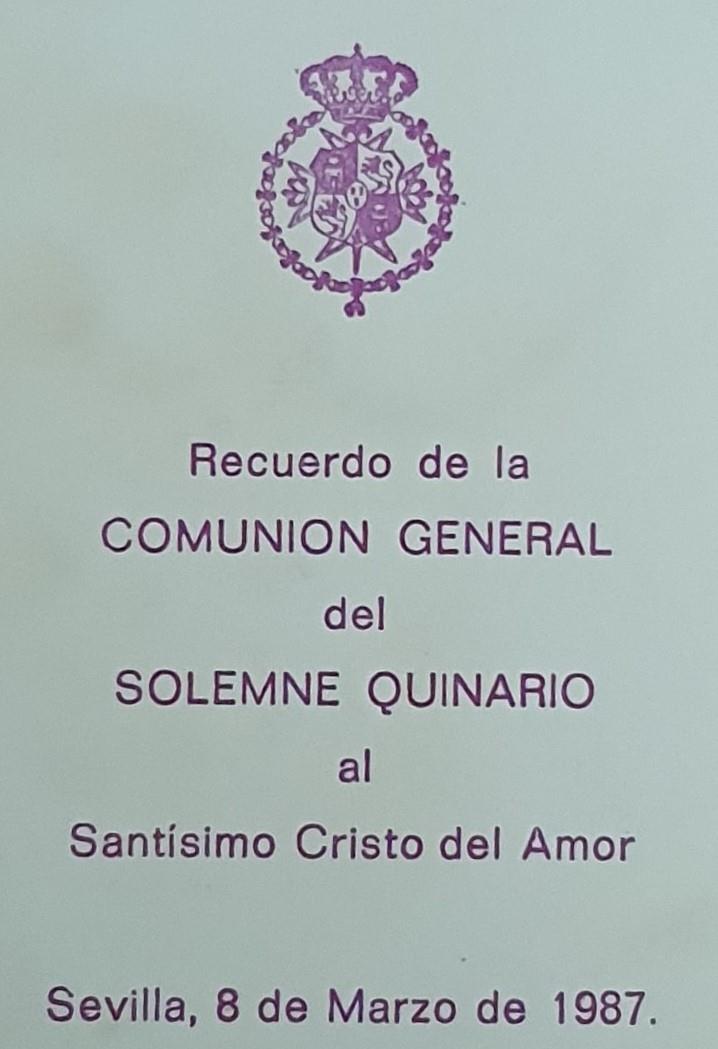 Recuerdo de la
COMUNION GENERAL
del
SOLEMNE QUINARIO
al
Santísimo Cristo del Amor
Sevilla, 8 de Marzo de 1987.